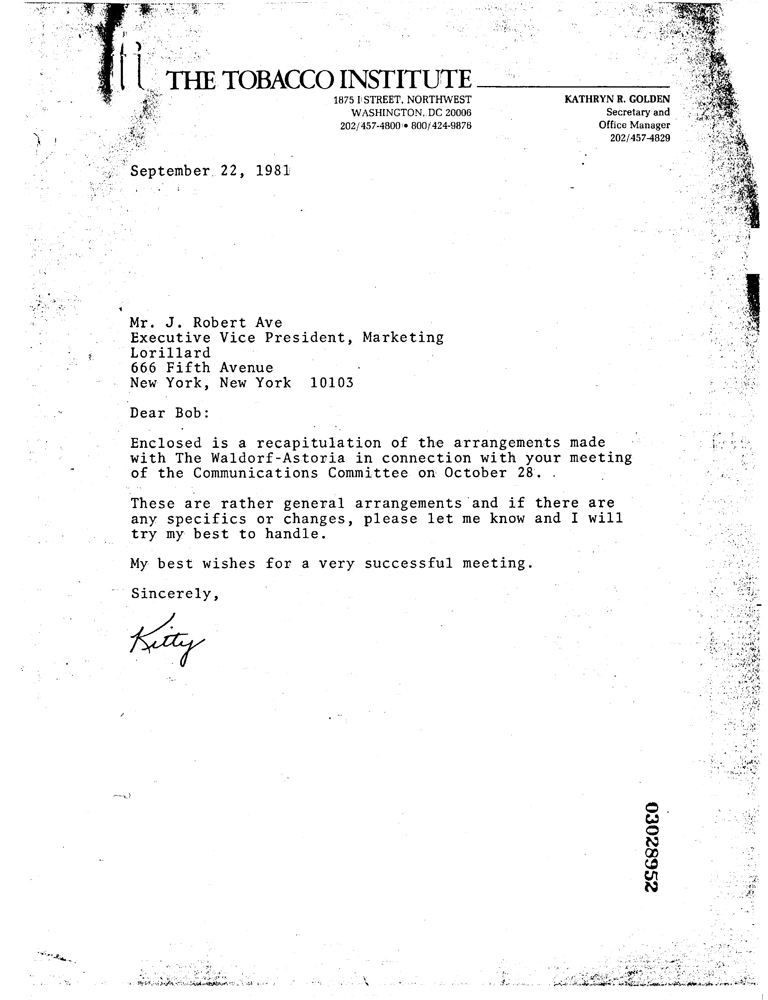 ti THE TOBACCO INSTITUTE
1875 I STREET, NORTHWEST
WASHINGTON, DC 20006
202/457-4800 • 800/424-9876
KATHRYN R. GOLDEN
Secretary and
Office Manager
202/457-4829
September 22, 1981
Mr. J. Robert Ave
Executive Vice President, Marketing
Lorillard
666 Fifth Avenue
New York, New York 10103
Dear Bob:
Enclosed is a recapitulation of the arrangements made
with The Waldorf-Astoria in connection with your meeting
of the Communications Committee on October 28.
These are rather general arrangements and if there are
any specifics or changes, please let me know and I will
try my best to handle.
My best wishes for a very successful meeting.
Sincerely,
Kitty
03028952